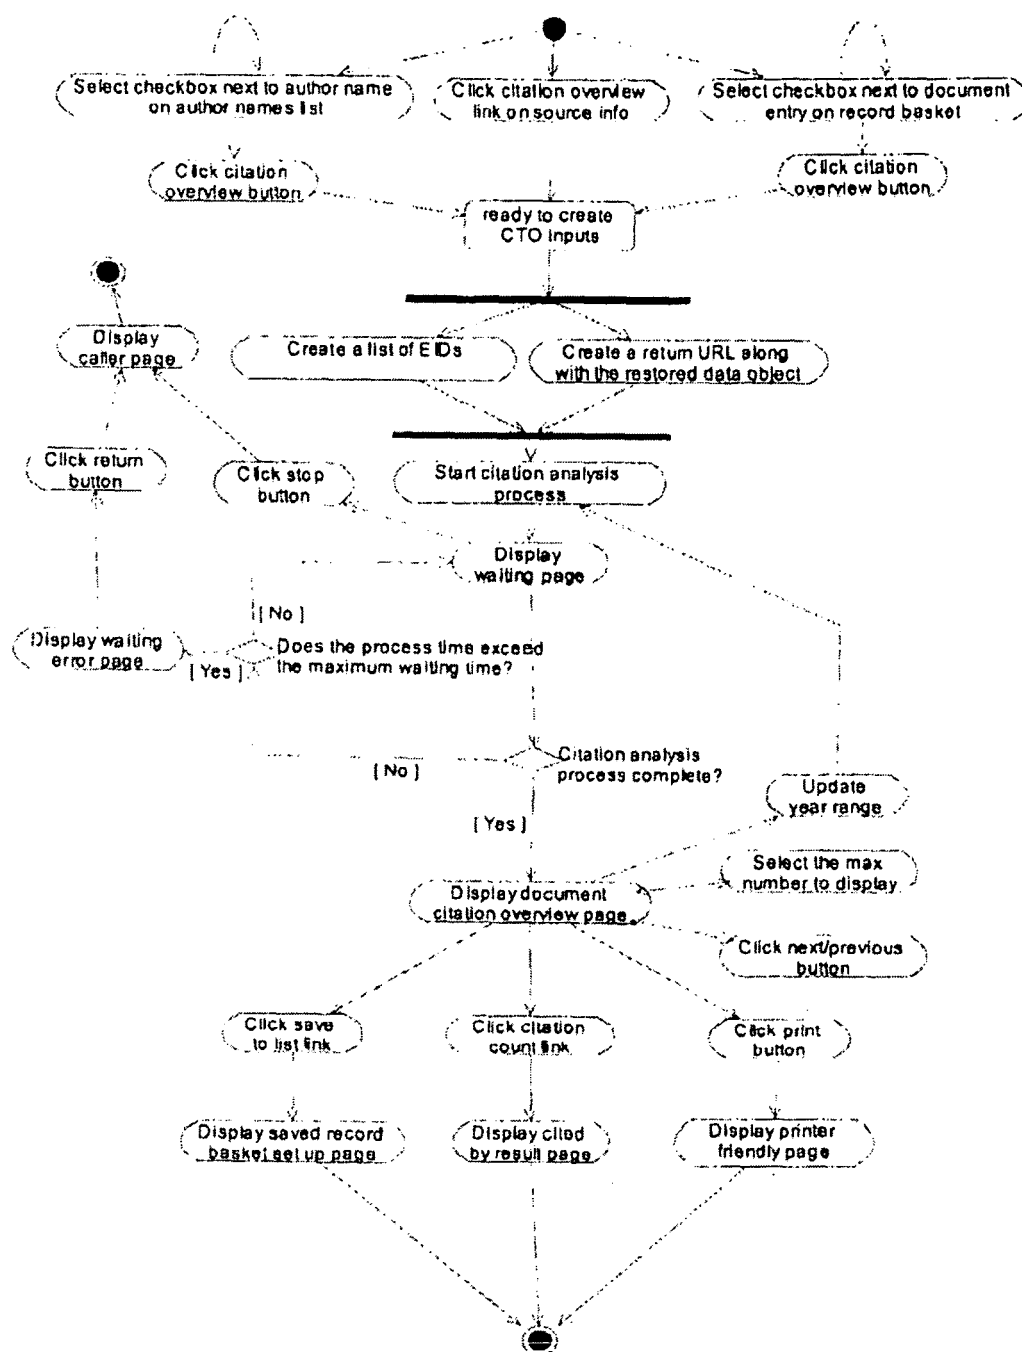 Select checkbox next to author name
on author names list
Click citation overview
link on source info
Select checkbox next to document
entry on record basket
Click citation
overview button
Click citation
overview button
ready to create
CTO inputs
Display
caller page
Create a list of EIDs
Create a return URL along
with the restored data object
Click return
button
Click stop
button
Start citation analysis
process
Display
waiting page
[ No ]
Display waiting
error page
[ Yes ]
Does the process time exceed
the maximum waiting time?
[ No ]
Citation analysis
process complete?
Update
year range
[ Yes ]
Select the max
number to display
Display document
citation overview page
Click next/previous
button
Click save
to list link
Click citation
count link
Click print
button
Display saved record
basket set up page
Display cited
by result page
Display printer
friendly page